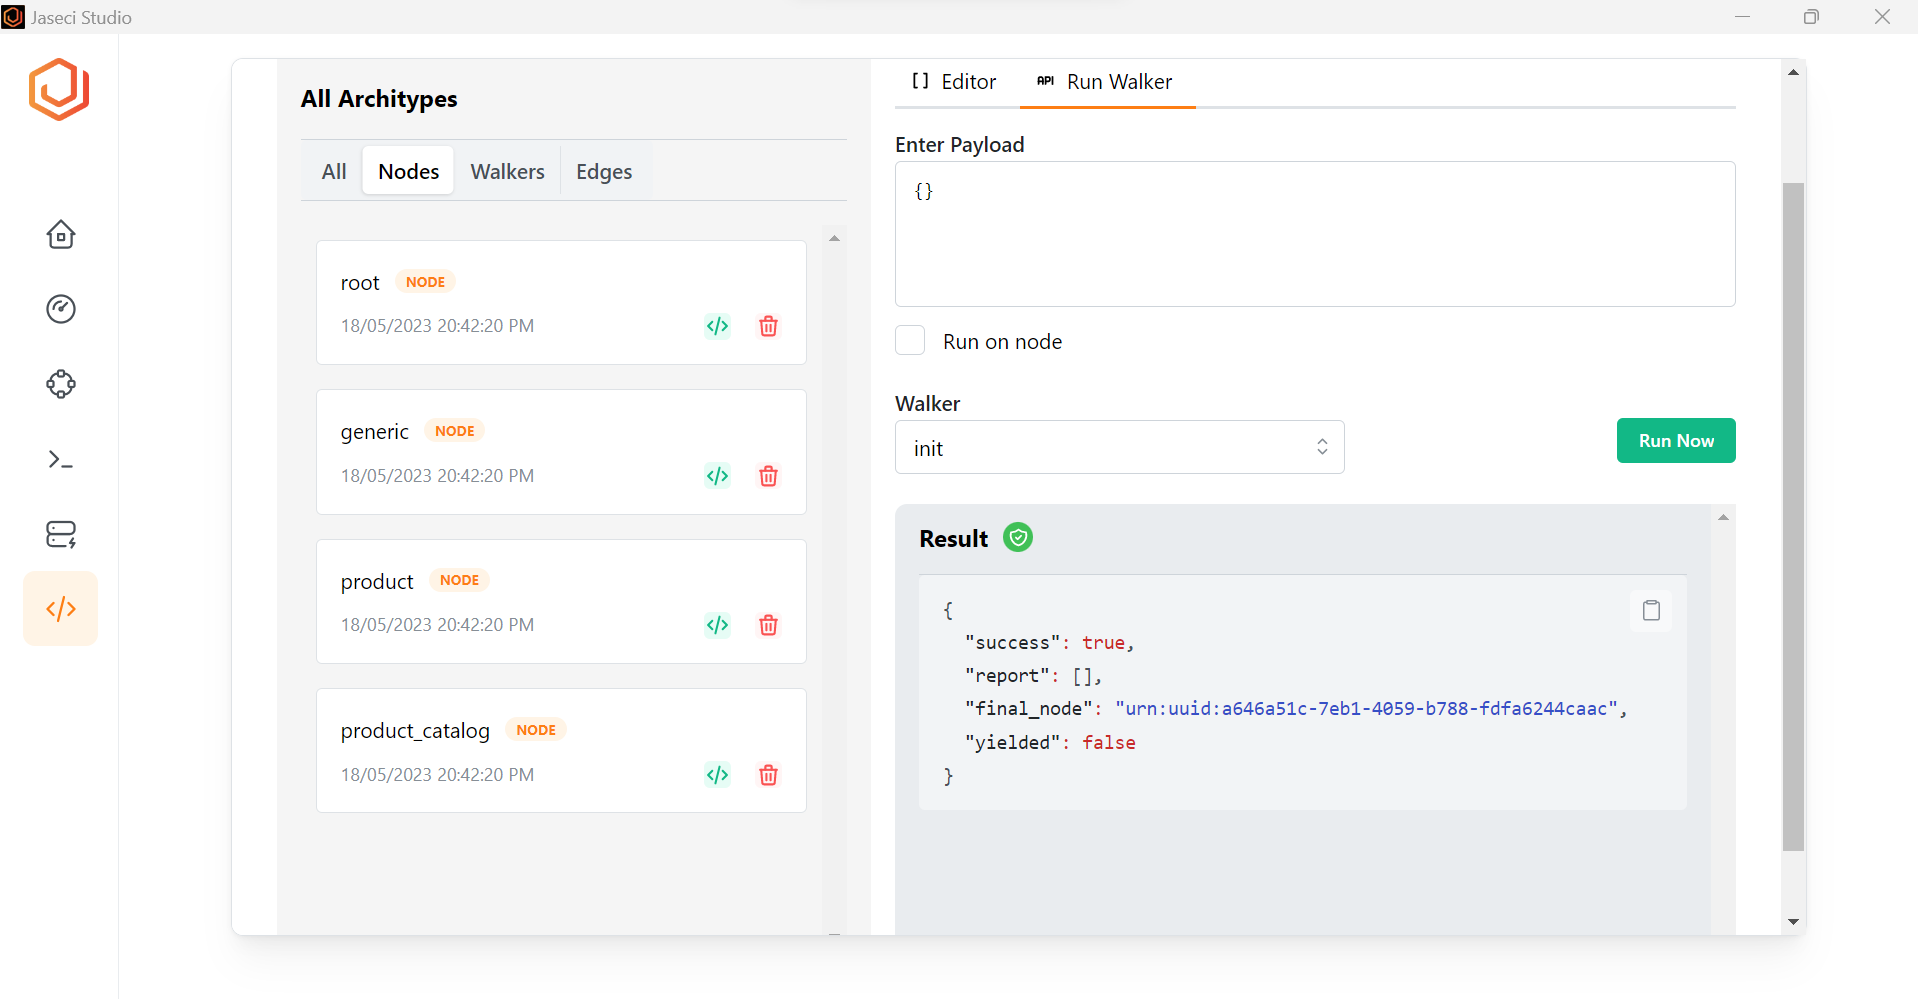 Jaseci Studio
All Architypes
All Nodes Walkers Edges
root NODE
18/05/2023 20:42:20 PM
generic NODE
18/05/2023 20:42:20 PM
product NODE
18/05/2023 20:42:20 PM
product_catalog NODE
18/05/2023 20:42:20 PM
[] Editor API Run Walker
Enter Payload
{}
Run on node
Walker
init
Run Now
Result
{
"success": true,
"report": [],
"final_node": "urn:uuid:a646a51c-7eb1-4059-b788-fdfa6244caac",
"yielded": false
}